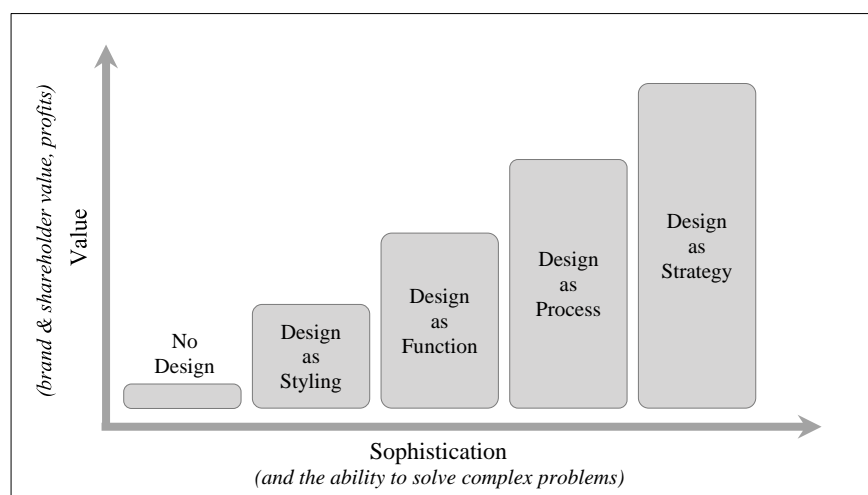 (brand & shareholder value, profits)
Value
No
Design
Design
as
Styling
Design
as
Function
Design
as
Process
Design
as
Strategy
Sophistication
(and the ability to solve complex problems)